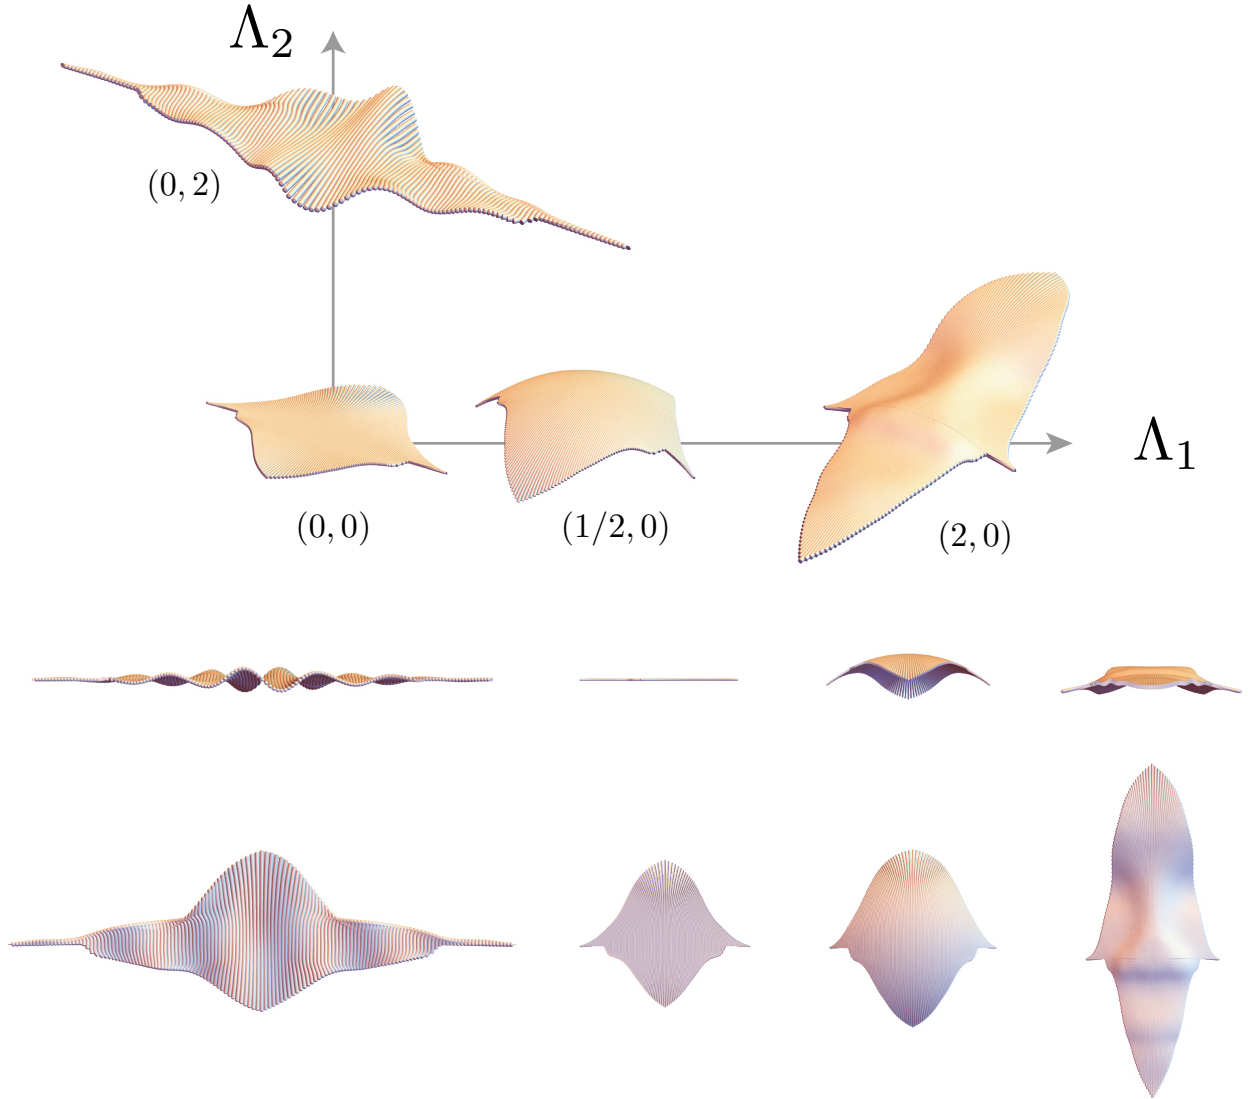 Λ₂
(0, 2)
Λ₁
(0, 0)
(1/2, 0)
(2, 0)